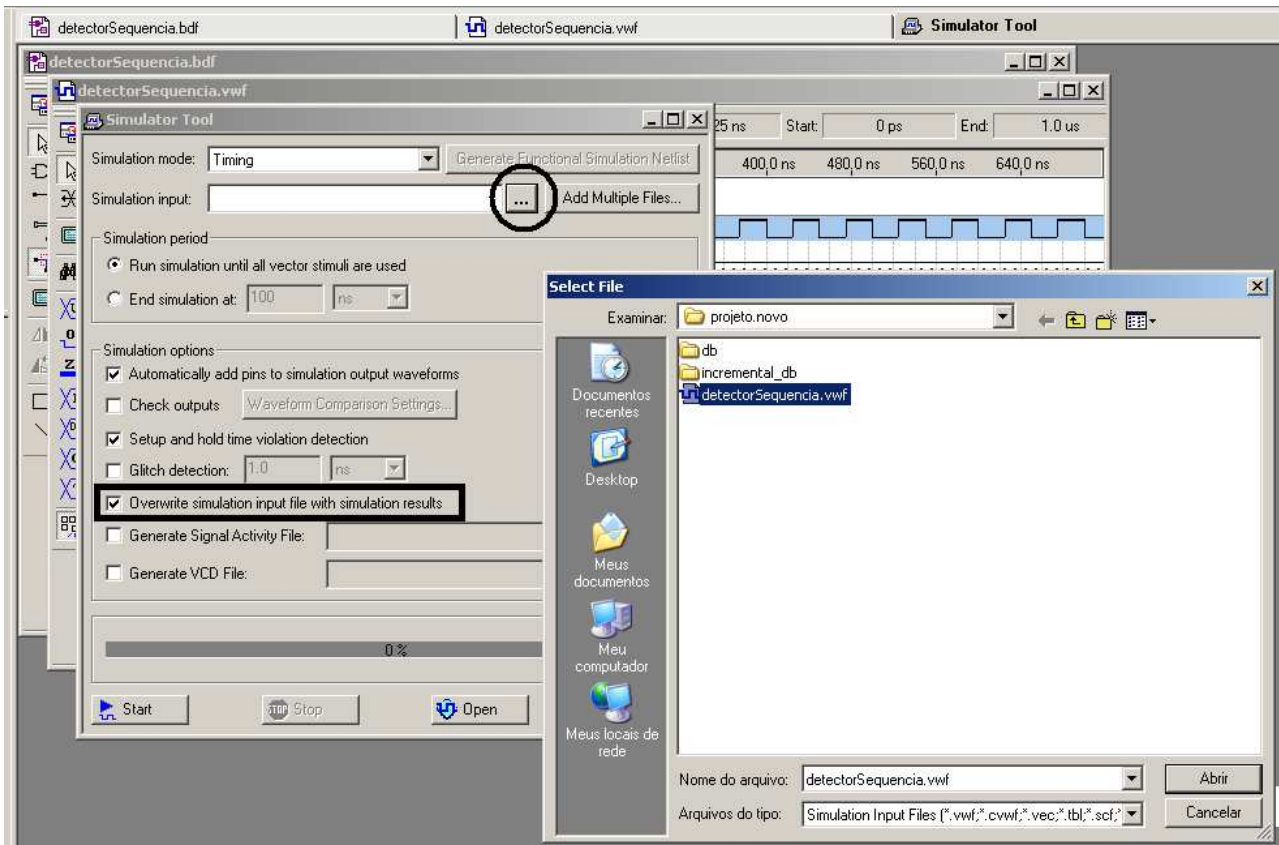 detectorSequencia.bdf detectorSequencia.vwf Simulator Tool
detectorSequencia.bdf
detectorSequencia.vwf
Simulator Tool
25 ns Start: 0 ps End: 1.0 us
Simulation mode: Timing Generate Functional Simulation Netlist
400,0 ns 480,0 ns 560,0 ns 640,0 ns
Simulation input: ... Add Multiple Files...
Simulation period
Run simulation until all vector stimuli are used
End simulation at: 100 ns
Simulation options
Automatically add pins to simulation output waveforms
Check outputs Waveform Comparison Settings...
Setup and hold time violation detection
Glitch detection: 1.0 ns
Overwrite simulation input file with simulation results
Generate Signal Activity File:
Generate VCD File:
0 %
Start STOP Stop Open
Select File
Examinar: projeto.novo
db
incremental_db
detectorSequencia.vwf
Documentos
recentes
Desktop
Meus
documentos
Meu
computador
Meus locais de
rede
Nome do arquivo: detectorSequencia.vwf Abrir
Arquivos do tipo: Simulation Input Files (*.vwf;*.cvwf;*.vec;*.tbl;*.scf;* Cancelar